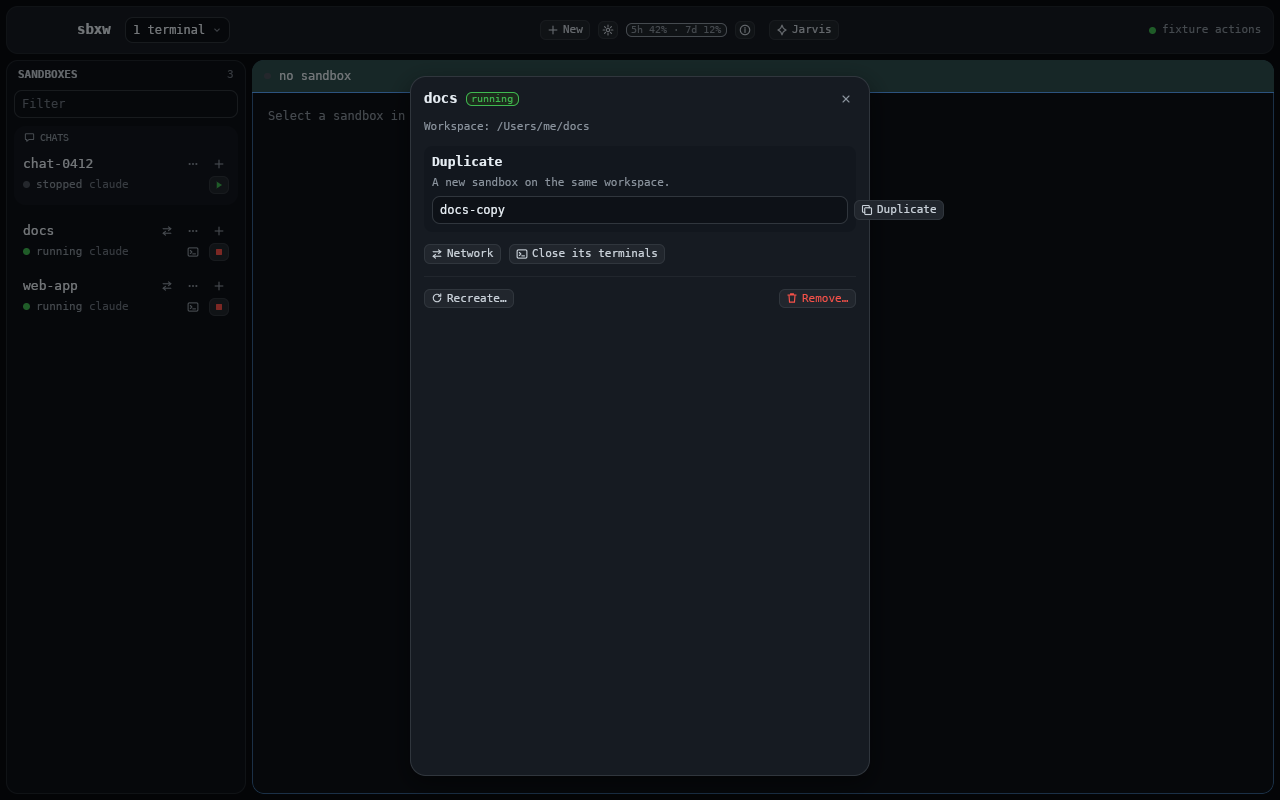 sbxw
1 terminal
New
5h 42% · 7d 12%
Jarvis
fixture actions
SANDBOXES 3
Filter
CHATS
chat-0412
stopped claude
docs
running claude
web-app
running claude
no sandbox
Select a sandbox in
docs running
Workspace: /Users/me/docs
Duplicate
A new sandbox on the same workspace.
docs-copy
Duplicate
Network
Close its terminals
Recreate…
Remove…